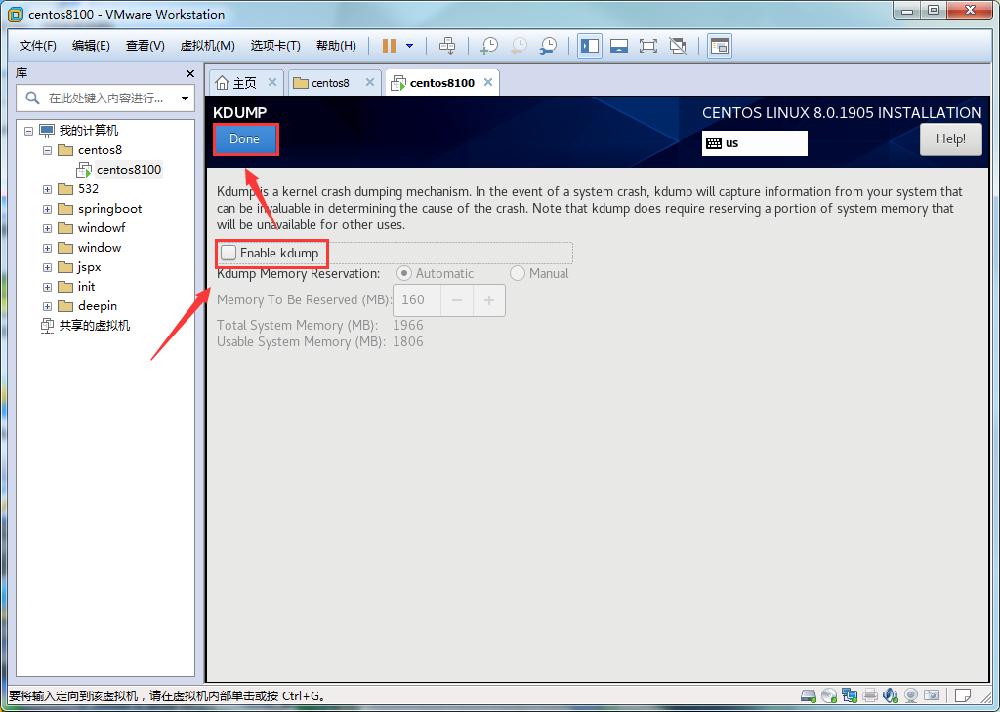 centos8100 - VMware Workstation
文件(F) 编辑(E) 查看(V) 虚拟机(M) 选项卡(T) 帮助(H)
库
在此处键入内容进行...
我的计算机
centos8
centos8100
532
springboot
windowf
window
jspx
init
deepin
共享的虚拟机
主页 centos8 centos8100
KDUMP
Done
CENTOS LINUX 8.0.1905 INSTALLATION
us
Help!
Kdump is a kernel crash dumping mechanism. In the event of a system crash, kdump will capture information from your system that
can be invaluable in determining the cause of the crash. Note that kdump does require reserving a portion of system memory that
will be unavailable for other uses.
Enable kdump
Kdump Memory Reservation: Automatic Manual
Memory To Be Reserved (MB): 160 − +
Total System Memory (MB): 1966
Usable System Memory (MB): 1806
要将输入定向到该虚拟机，请在虚拟机内部单击或按 Ctrl+G。